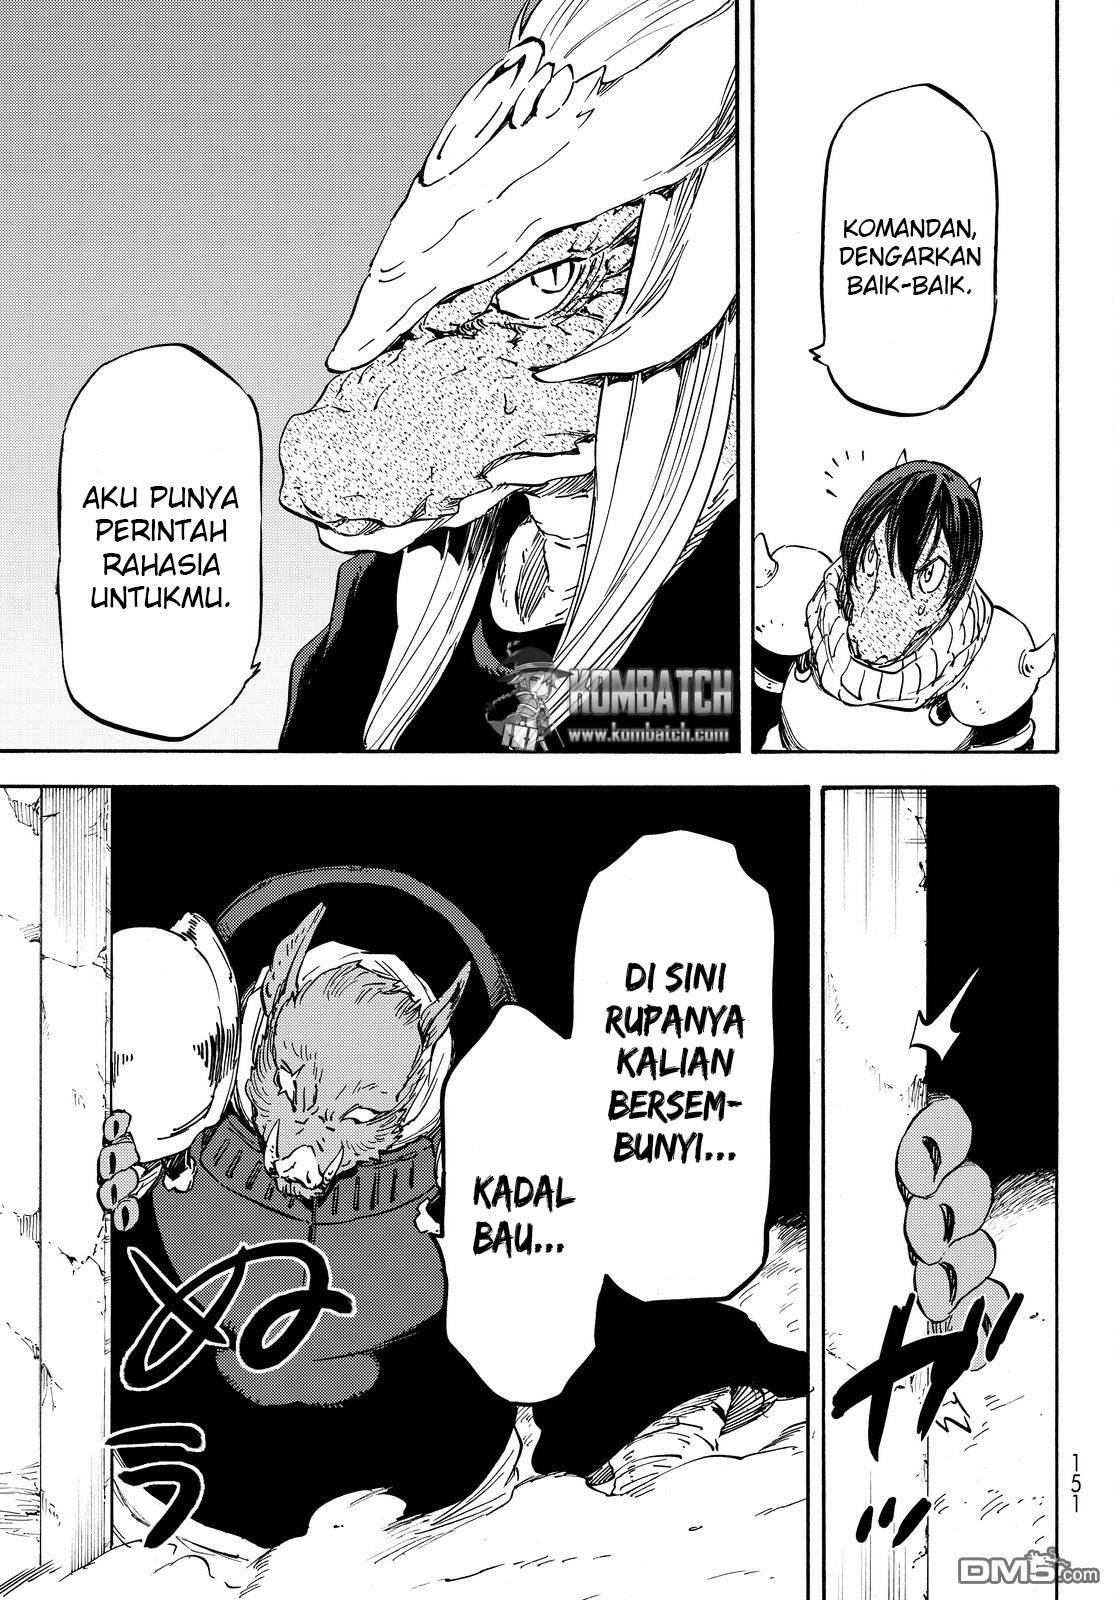 KOMANDAN,
DENGARKAN
BAIK-BAIK.
AKU PUNYA
PERINTAH
RAHASIA
UNTUKMU.
KOMBATCH
www.kombatch.com
ガッ
DI SINI
RUPANYA
KALIAN
BERSEM-
BUNYI...
KADAL
BAU...
ぬ
ラ
151
DM5.com